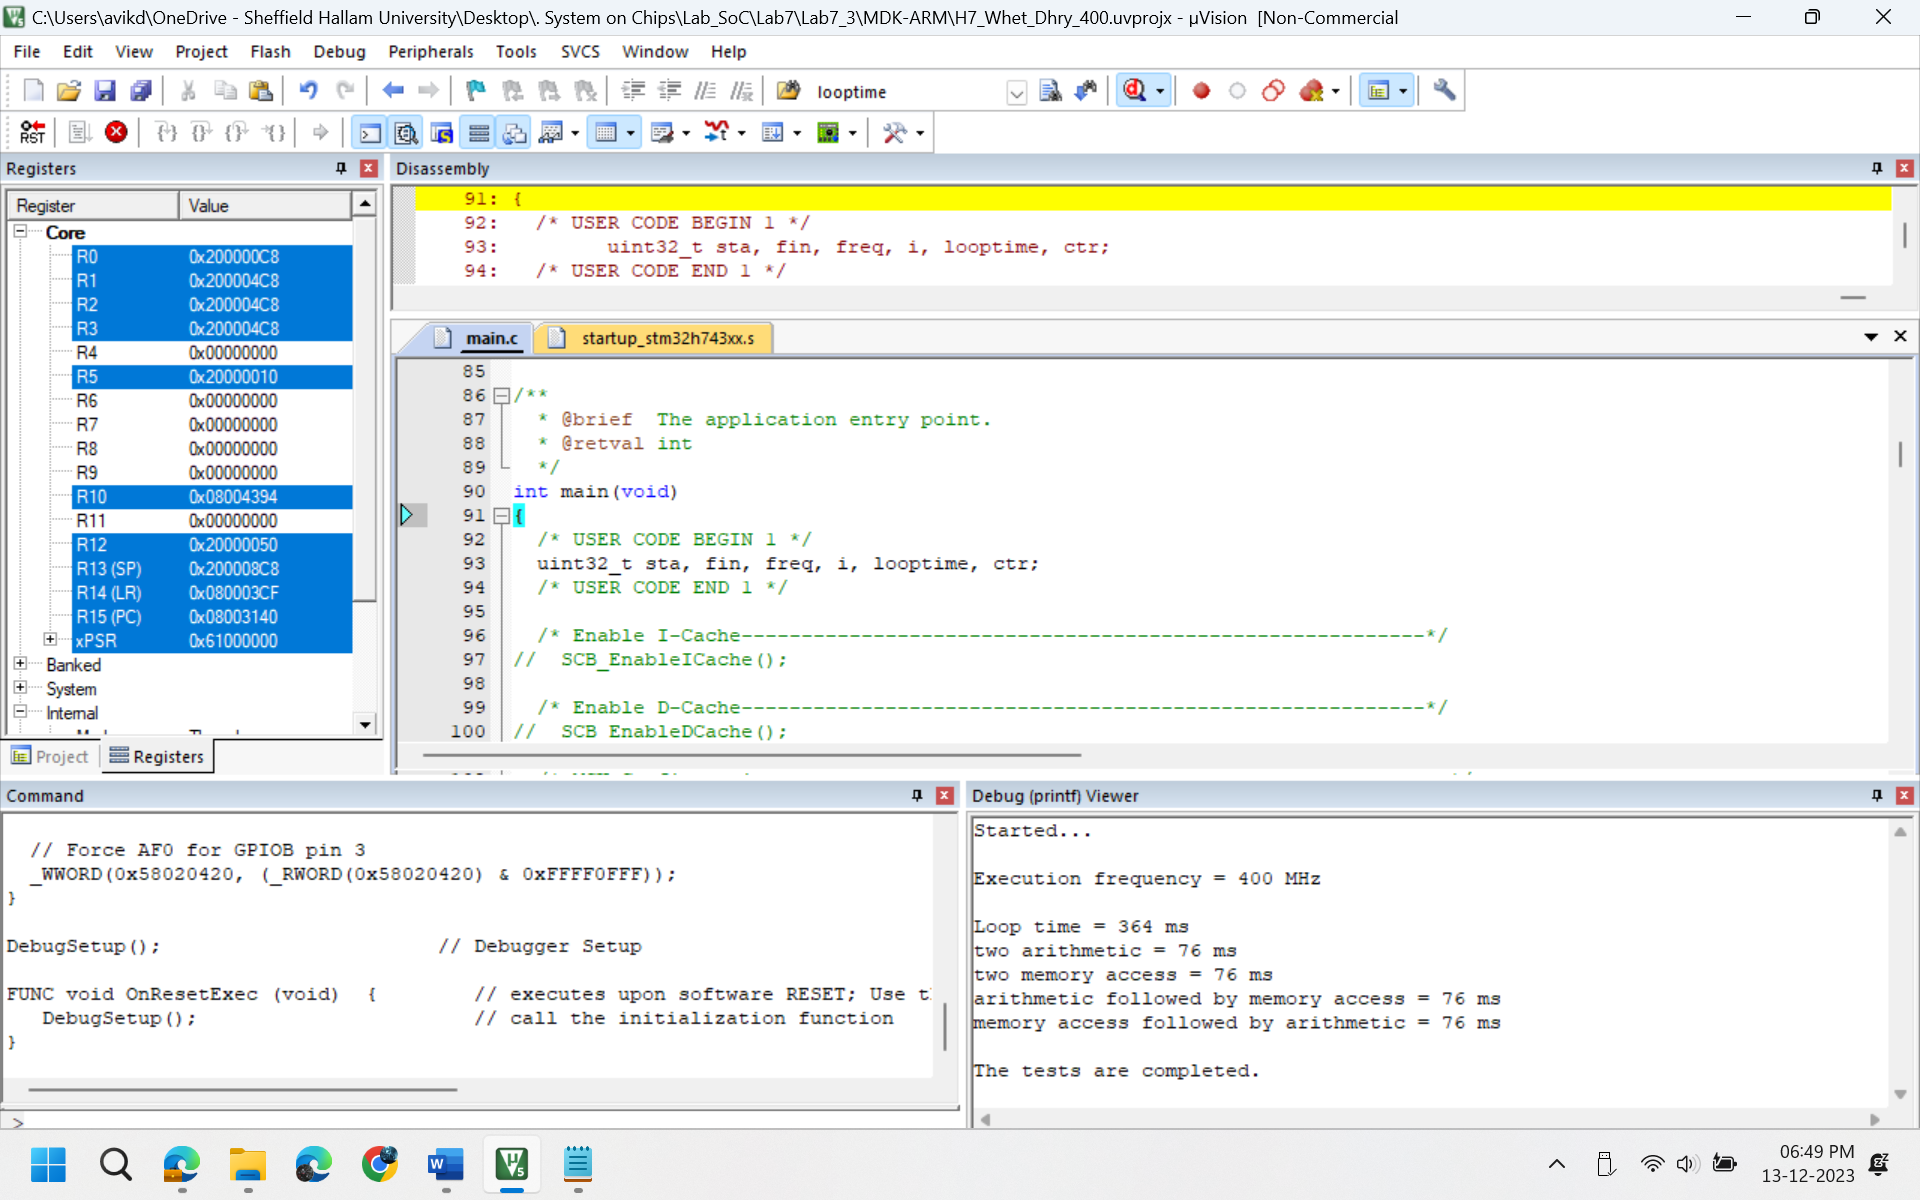 C:\Users\avikd\OneDrive - Sheffield Hallam University\Desktop\. System on Chips\Lab_SoC\Lab7\Lab7_3\MDK-ARM\H7_Whet_Dhry_400.uvprojx - µVision [Non-Commercial
File Edit View Project Flash Debug Peripherals Tools SVCS Window Help
looptime
RST
Registers
Register Value
Core
R0 0x200000C8
R1 0x200004C8
R2 0x200004C8
R3 0x200004C8
R4 0x00000000
R5 0x20000010
R6 0x00000000
R7 0x00000000
R8 0x00000000
R9 0x00000000
R10 0x08004394
R11 0x00000000
R12 0x20000050
R13 (SP) 0x200008C8
R14 (LR) 0x080003CF
R15 (PC) 0x08003140
xPSR 0x61000000
Banked
System
Internal
Project Registers
Disassembly
91: {
92: /* USER CODE BEGIN 1 */
93: uint32_t sta, fin, freq, i, looptime, ctr;
94: /* USER CODE END 1 */
main.c startup_stm32h743xx.s
85
86 /**
87 * @brief The application entry point.
88 * @retval int
89 */
90 int main(void)
91 {
92 /* USER CODE BEGIN 1 */
93 uint32_t sta, fin, freq, i, looptime, ctr;
94 /* USER CODE END 1 */
95
96 /* Enable I-Cache---------------------------------------------------------*/
97 // SCB_EnableICache();
98
99 /* Enable D-Cache---------------------------------------------------------*/
100 // SCB_EnableDCache();
Command
// Force AF0 for GPIOB pin 3
_WWORD(0x58020420, (_RWORD(0x58020420) & 0xFFFF0FFF));
}
DebugSetup(); // Debugger Setup
FUNC void OnResetExec (void) { // executes upon software RESET; Use t
DebugSetup(); // call the initialization function
}
>
Debug (printf) Viewer
Started...
Execution frequency = 400 MHz
Loop time = 364 ms
two arithmetic = 76 ms
two memory access = 76 ms
arithmetic followed by memory access = 76 ms
memory access followed by arithmetic = 76 ms
The tests are completed.
06:49 PM
13-12-2023